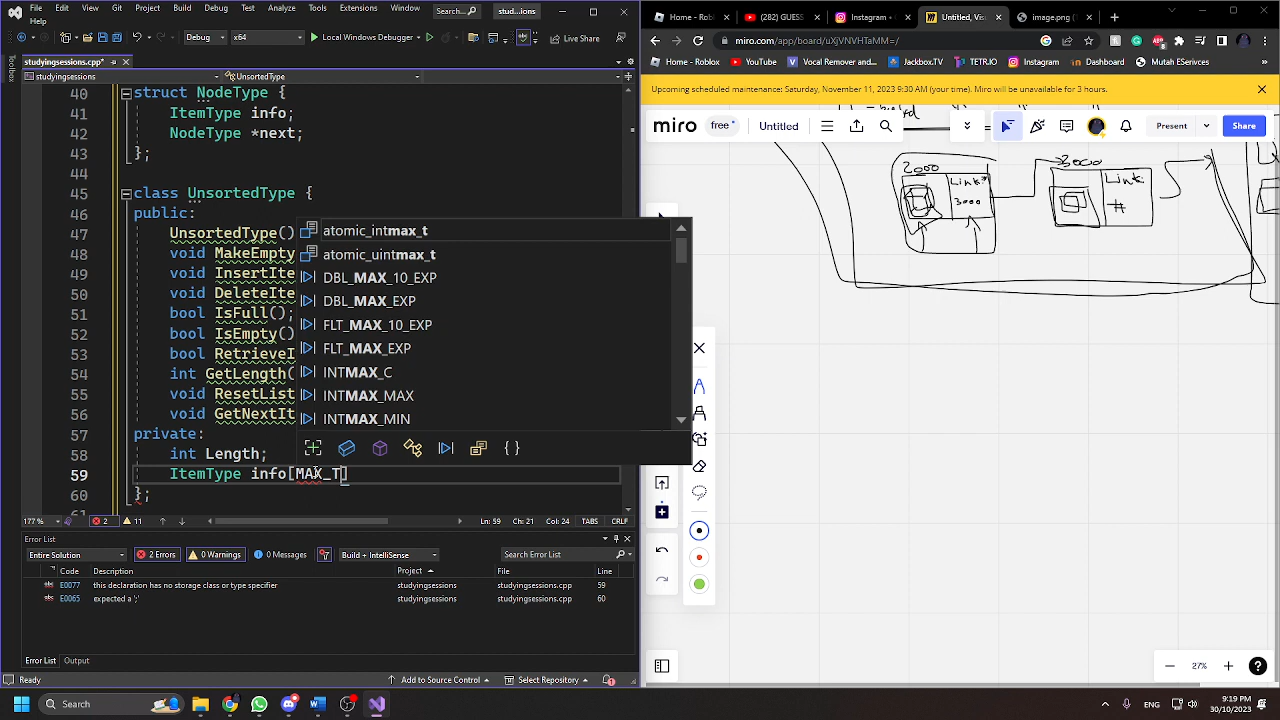 File Edit View Git Project Build Debug Test Analyze Tools Extensions Window Help Search... stud...ions
Debug x64 Local Windows Debugger Live Share
Toolbox
studyingsessions.cpp*
studyingsessions UnsortedType
40 struct NodeType {
41 ItemType info;
42 NodeType *next;
43 };
44
45 class UnsortedType {
46 public:
47 UnsortedType()
48 void MakeEmpty
49 void InsertIte
50 void DeleteIte
51 bool IsFull();
52 bool IsEmpty()
53 bool RetrieveI
54 int GetLength(
55 void ResetList
56 void GetNextIt
57 private:
58 int Length;
59 ItemType info[MAX_T]
60 };
61
atomic_intmax_t
atomic_uintmax_t
DBL_MAX_10_EXP
DBL_MAX_EXP
FLT_MAX_10_EXP
FLT_MAX_EXP
INTMAX_C
INTMAX_MAX
INTMAX_MIN
{ }
177 % 2 11 Ln: 59 Ch: 21 Col: 24 TABS CRLF
Error List
Entire Solution 2 Errors 0 Warnings 0 Messages Build + IntelliSense Search Error List
Code Description Project File Line
abc E0077 this declaration has no storage class or type specifier studyingsessions studyingsessions.cpp 59
abc E0065 expected a ';' studyingsessions studyingsessions.cpp 60
Error List Output
Ready Add to Source Control Select Repository
Home - Rob (282) GUESS Instagram • Untitled, Vis image.png (
miro.com/app/board/uXjVNVHTaMM=/
Home - Roblox YouTube Vocal Remover and... Jackbox.TV TETR.IO Instagram Dashboard Mutah EServices
Upcoming scheduled maintenance: Saturday, November 11, 2023 9:30 AM (your time). Miro will be unavailable for 3 hours.
miro free Untitled Present Share
2000 3000
Link* Link
3000
27%
Search
ENG 9:19 PM
30/10/2023